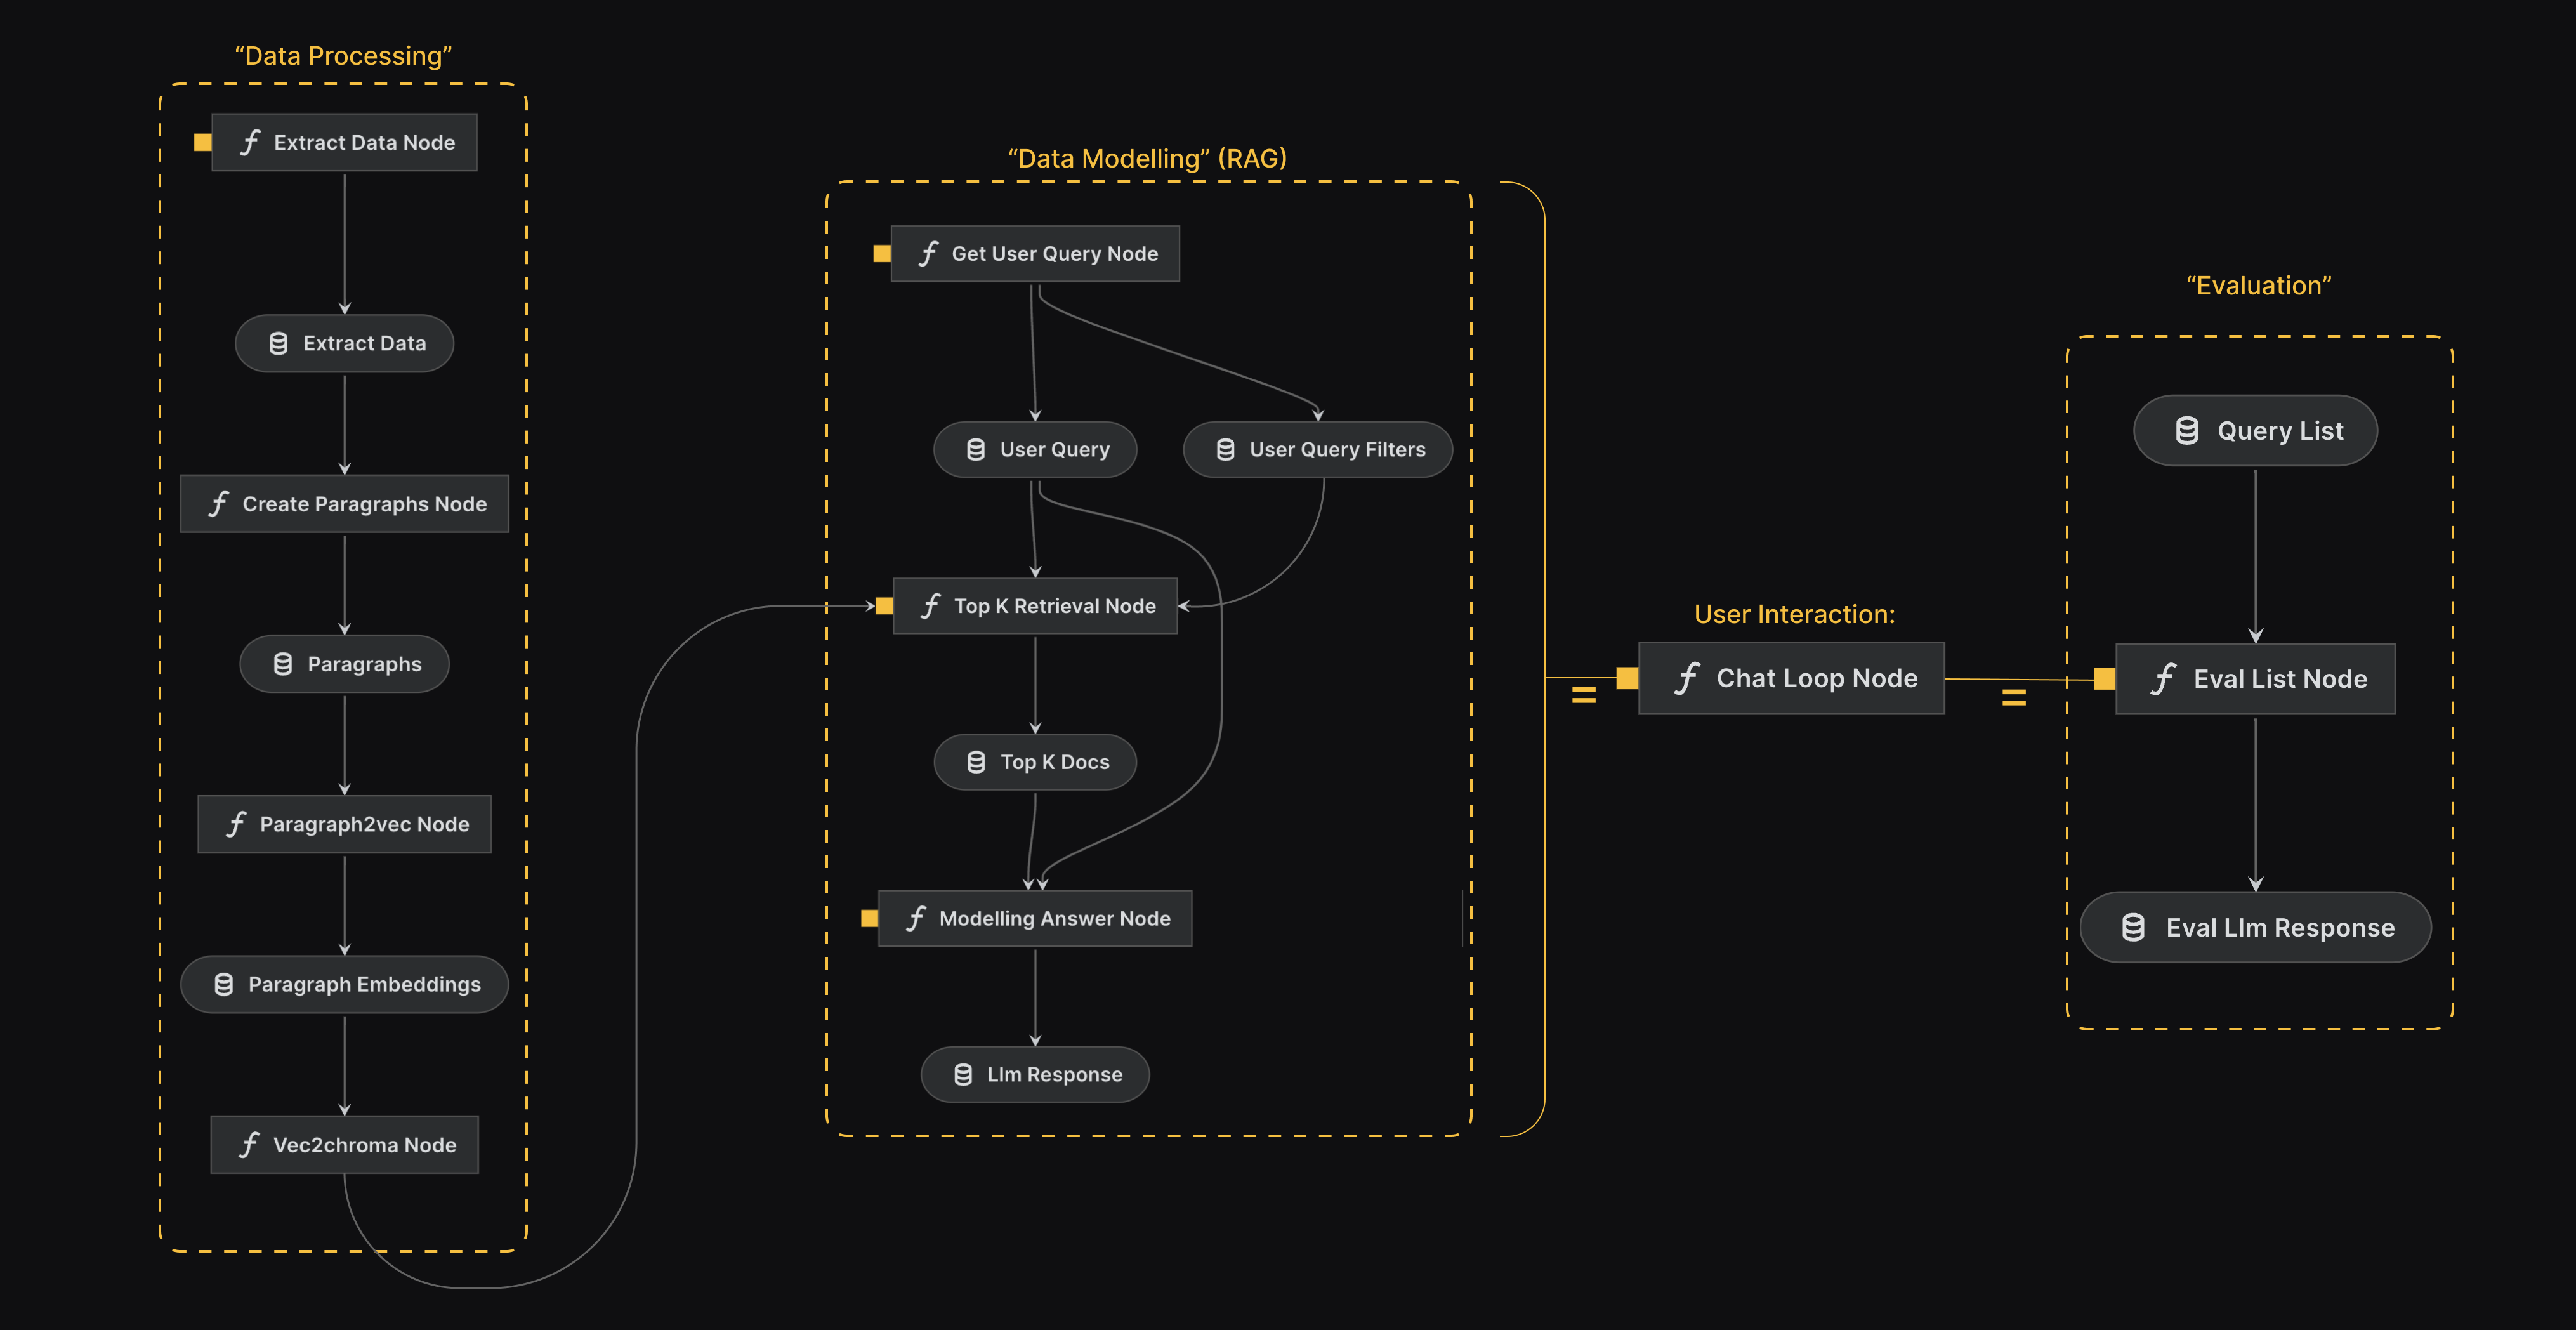 “Data Processing”
Extract Data Node
Extract Data
Create Paragraphs Node
Paragraphs
Paragraph2vec Node
Paragraph Embeddings
Vec2chroma Node
“Data Modelling” (RAG)
Get User Query Node
User Query
User Query Filters
Top K Retrieval Node
Top K Docs
Modelling Answer Node
Llm Response
=
User Interaction:
Chat Loop Node
=
“Evaluation”
Query List
Eval List Node
Eval Llm Response